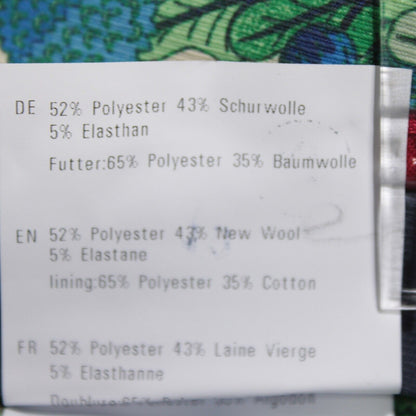 DE 52% Polyester 43% Schurwolle
5% Elasthan
Futter:65% Polyester 35% Baumwolle
EN 52% Polyester 43% New Wool
5% Elastane
lining:65% Polyester 35% Cotton
FR 52% Polyester 43% Laine Vierge
5% Elasthanne